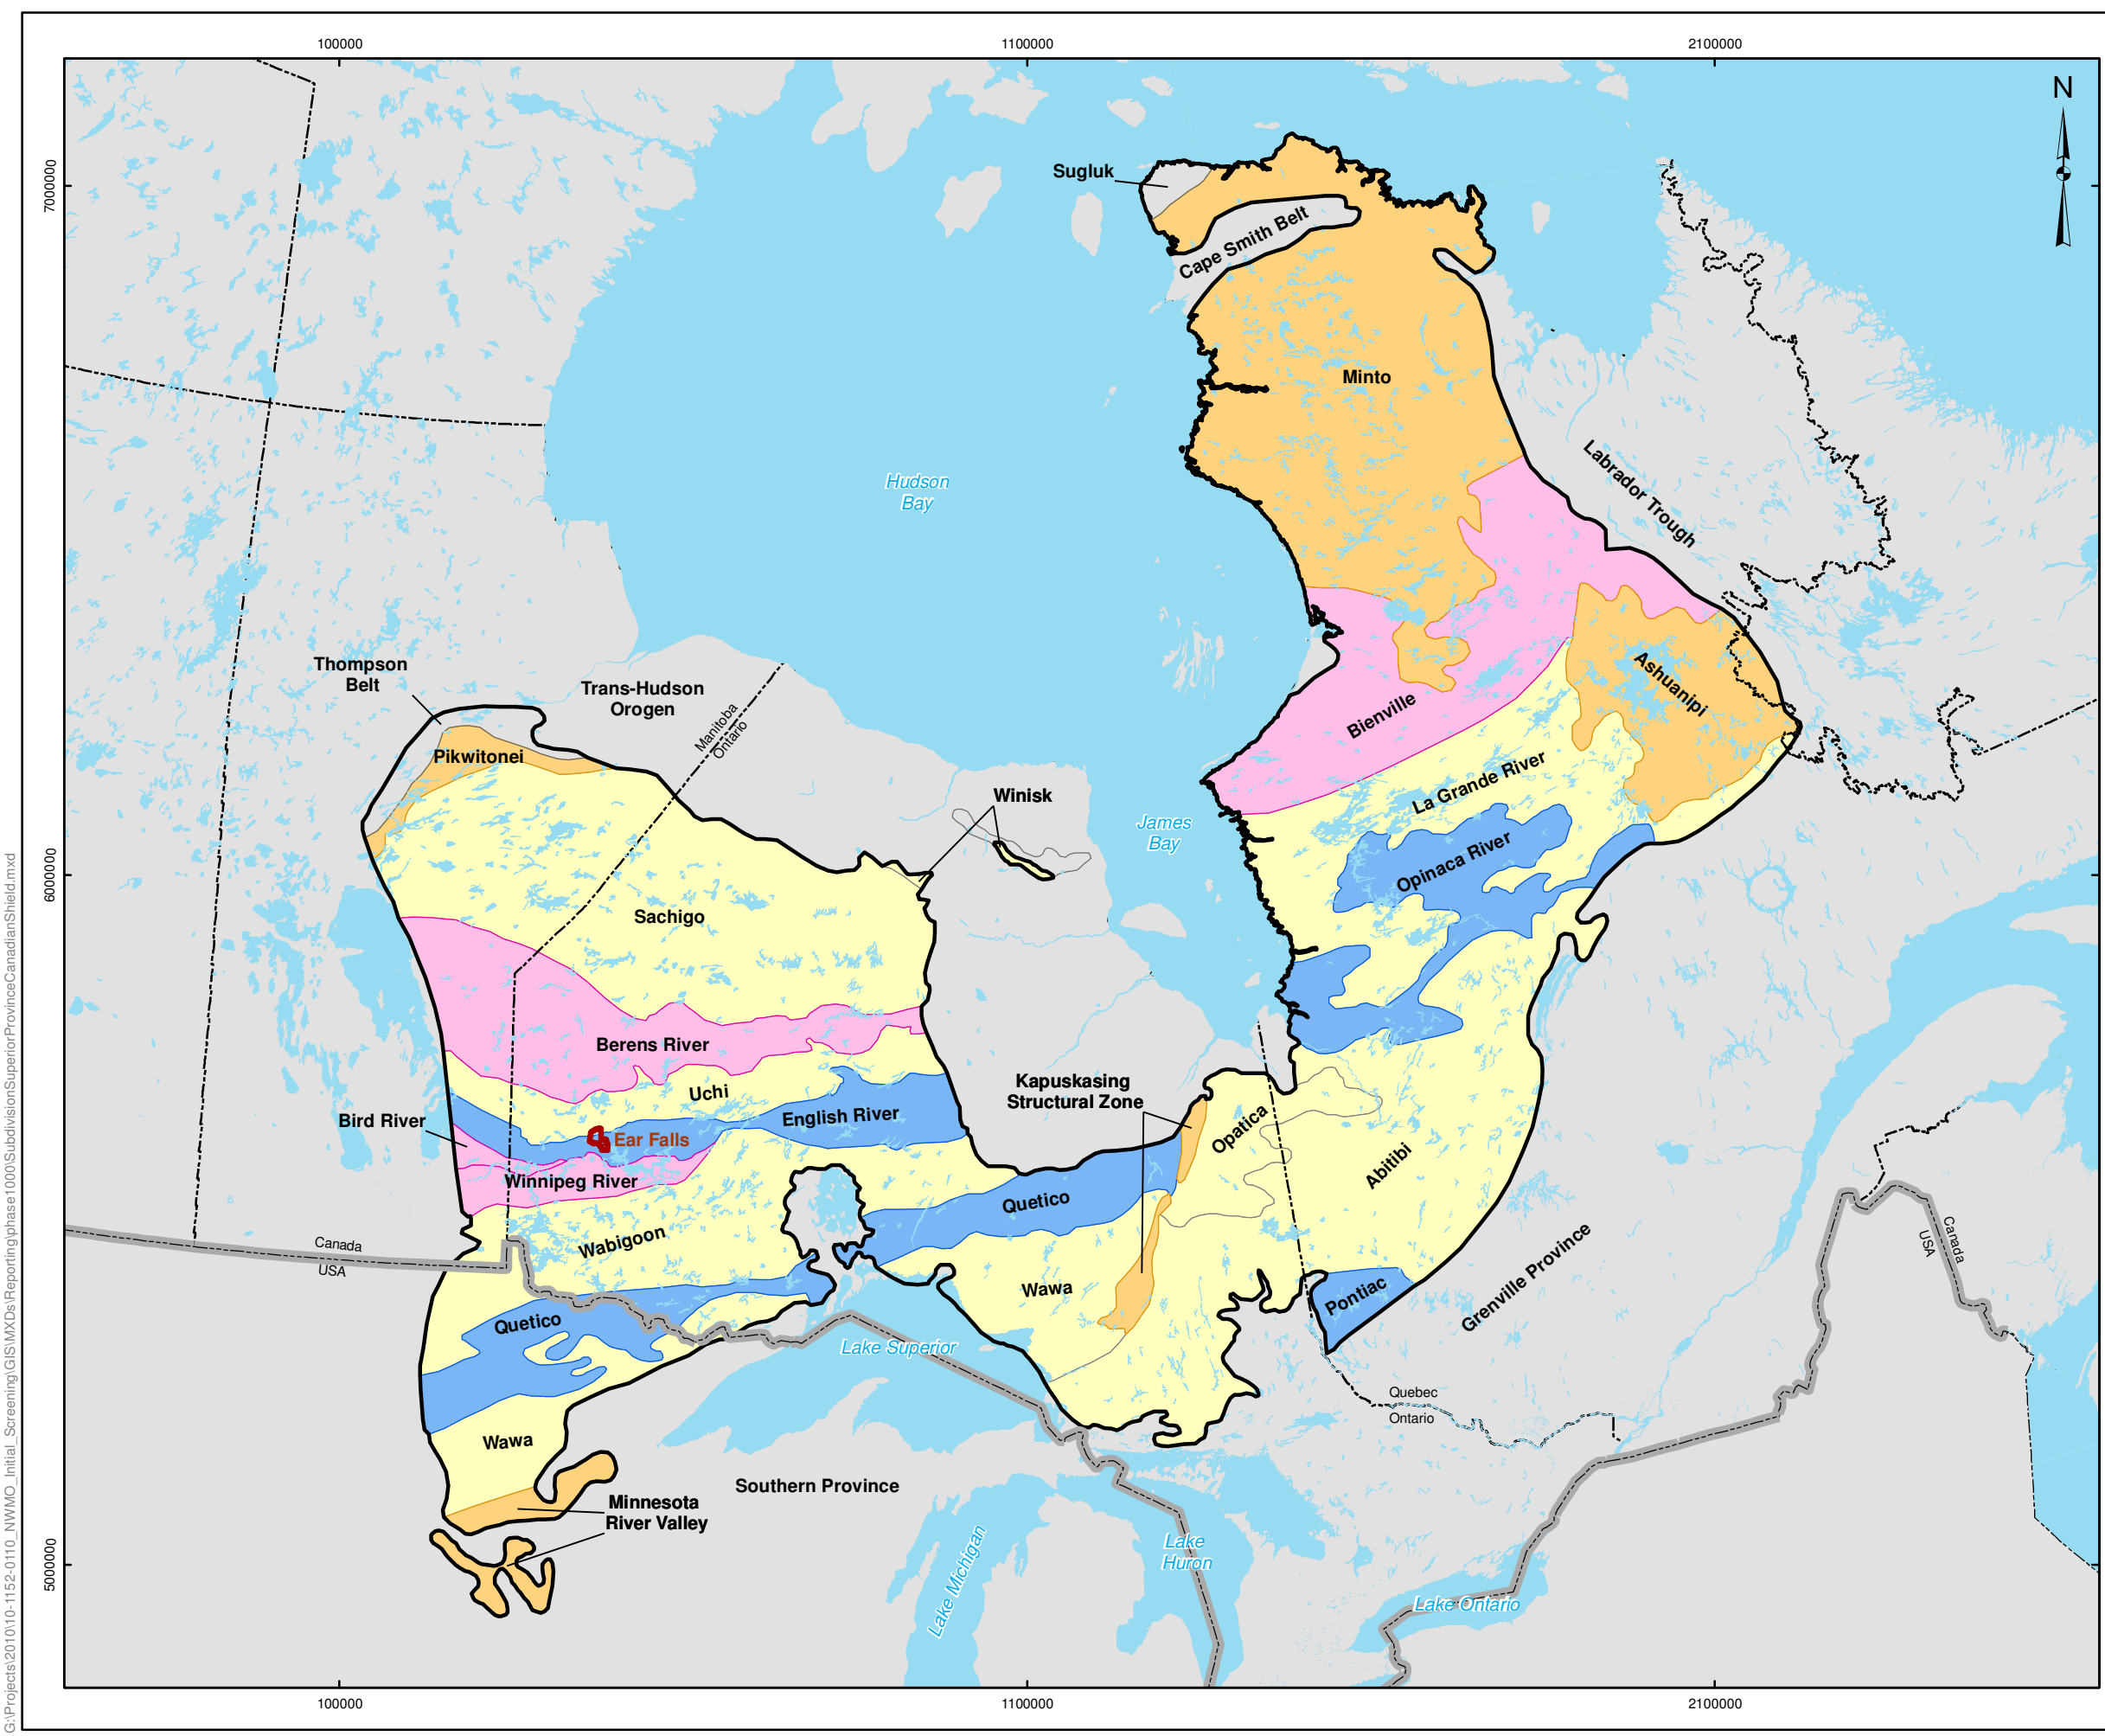 100000
1100000
2100000
N
7000000
Sugluk
Cape Smith Belt
Minto
Labrador Trough
Hudson
Bay
Thompson
Belt
Trans-Hudson
Orogen
Manitoba
Ontario
Ashuanipi
Bienville
Pikwitonei
La Grande River
Winisk
James
Bay
Opinaca River
6000000
Sachigo
Berens River
Uchi
Kapuskasing
Structural Zone
English River
Bird River
Ear Falls
Opatica
Abitibi
Winnipeg River
Quetico
Wabigoon
Canada
USA
Canada
USA
Grenville Province
Wawa
Pontiac
Quetico
Lake Superior
Quebec
Ontario
Wawa
Southern Province
Minnesota
River Valley
Lake
Huron
Lake Michigan
5000000
Lake Ontario
100000
1100000
2100000
G:\Projects\2010\10-1152-0110_NWMO_Initial_Screening\GIS\MXDs\Reporting\phase1000\SubdivisionSuperiorProvinceCanadianShield.mxd